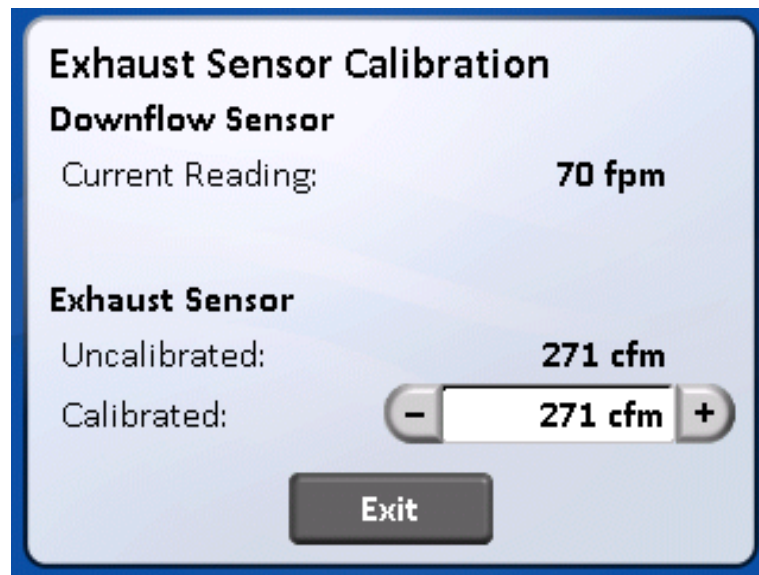 Exhaust Sensor Calibration
Downflow Sensor
Current Reading: 70 fpm
Exhaust Sensor
Uncalibrated: 271 cfm
Calibrated: - 271 cfm +
Exit